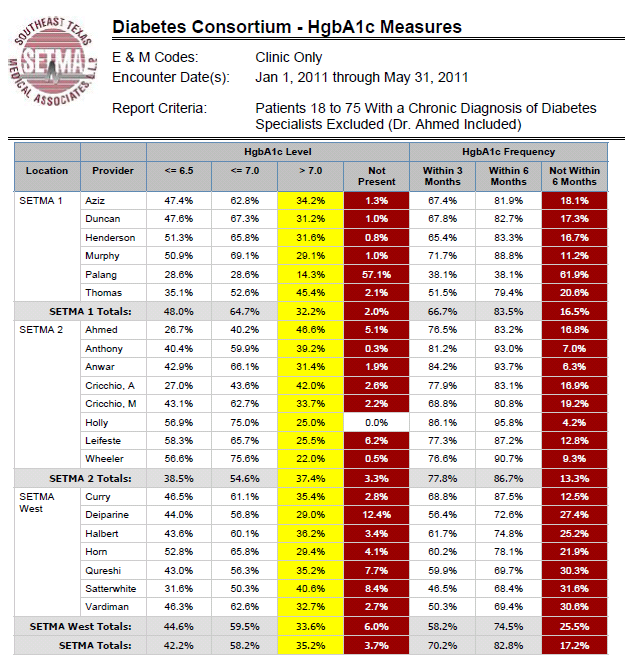 SOUTHEAST TEXAS
SETMA
MEDICAL ASSOCIATES, L.L.P.
Diabetes Consortium - HgbA1c Measures
E & M Codes: Clinic Only
Encounter Date(s): Jan 1, 2011 through May 31, 2011
Report Criteria: Patients 18 to 75 With a Chronic Diagnosis of Diabetes
Specialists Excluded (Dr. Ahmed Included)
HgbA1c Level HgbA1c Frequency
Location Provider <= 6.5 <= 7.0 > 7.0 Not Present Within 3 Months Within 6 Months Not Within 6 Months
SETMA 1 Aziz 47.4% 62.8% 34.2% 1.3% 67.4% 81.9% 18.1%
Duncan 47.6% 67.3% 31.2% 1.0% 67.8% 82.7% 17.3%
Henderson 51.3% 65.8% 31.6% 0.8% 65.4% 83.3% 16.7%
Murphy 50.9% 69.1% 29.1% 1.0% 71.7% 88.8% 11.2%
Palang 28.6% 28.6% 14.3% 57.1% 38.1% 38.1% 61.9%
Thomas 35.1% 52.6% 45.4% 2.1% 51.5% 79.4% 20.6%
SETMA 1 Totals: 48.0% 64.7% 32.2% 2.0% 66.7% 83.5% 16.5%
SETMA 2 Ahmed 26.7% 40.2% 46.6% 5.1% 76.5% 83.2% 16.8%
Anthony 40.4% 59.9% 39.2% 0.3% 81.2% 93.0% 7.0%
Anwar 42.9% 66.1% 31.4% 1.9% 84.2% 93.7% 6.3%
Cricchio, A 27.0% 43.6% 42.0% 2.6% 77.9% 83.1% 16.9%
Cricchio, M 43.1% 62.7% 33.7% 2.2% 68.8% 80.8% 19.2%
Holly 56.9% 75.0% 25.0% 0.0% 86.1% 95.8% 4.2%
Leifeste 58.3% 65.7% 25.5% 6.2% 77.3% 87.2% 12.8%
Wheeler 56.6% 75.6% 22.0% 0.5% 76.6% 90.7% 9.3%
SETMA 2 Totals: 38.5% 54.6% 37.4% 3.3% 77.8% 86.7% 13.3%
SETMA West Curry 46.5% 61.1% 35.4% 2.8% 68.8% 87.5% 12.5%
Deiparine 44.0% 56.8% 29.0% 12.4% 56.4% 72.6% 27.4%
Halbert 43.6% 60.1% 36.2% 3.4% 61.7% 74.8% 25.2%
Horn 52.8% 65.8% 29.4% 4.1% 60.2% 78.1% 21.9%
Qureshi 43.0% 56.3% 35.2% 7.7% 59.9% 69.7% 30.3%
Satterwhite 31.6% 50.3% 40.6% 8.4% 46.5% 68.4% 31.6%
Vardiman 46.3% 62.6% 32.7% 2.7% 50.3% 69.4% 30.6%
SETMA West Totals: 44.6% 59.5% 33.6% 6.0% 58.2% 74.5% 25.5%
SETMA Totals: 42.2% 58.2% 35.2% 3.7% 70.2% 82.8% 17.2%